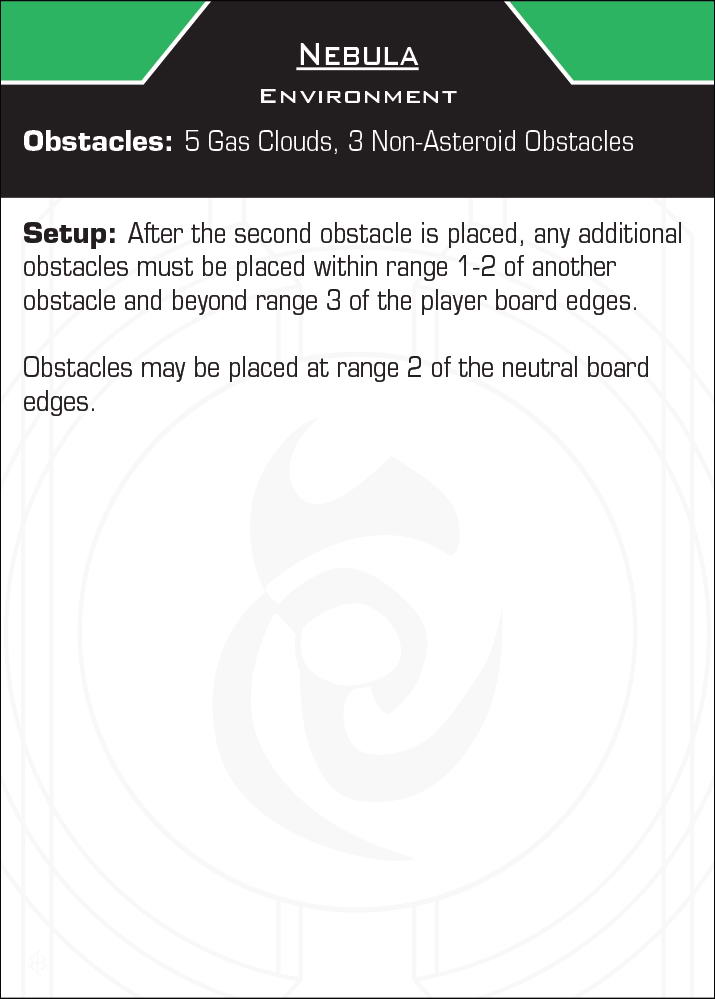 Nebula
Environment
Obstacles: 5 Gas Clouds, 3 Non-Asteroid Obstacles
Setup: After the second obstacle is placed, any additional
obstacles must be placed within range 1-2 of another
obstacle and beyond range 3 of the player board edges.
Obstacles may be placed at range 2 of the neutral board
edges.